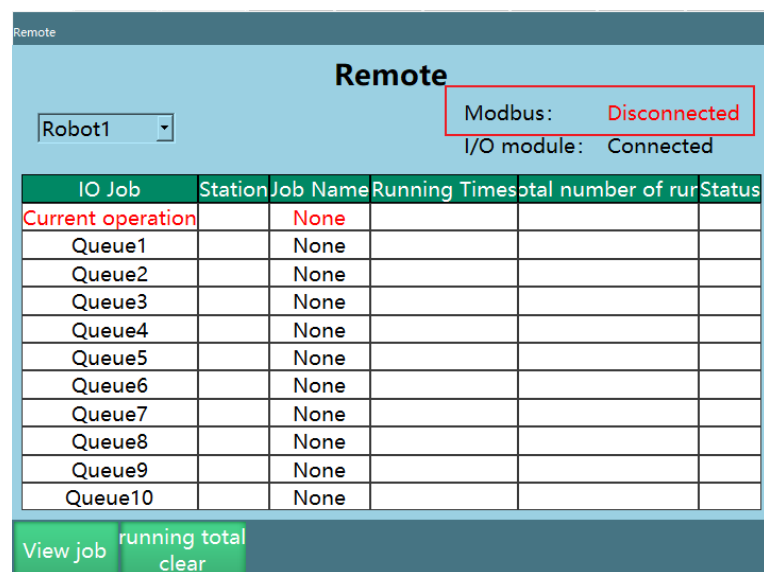 Remote
Remote
Modbus: Disconnected
Robot1
I/O module: Connected
IO Job Station Job Name Running Times otal number of rur Status
Current operation None
Queue1 None
Queue2 None
Queue3 None
Queue4 None
Queue5 None
Queue6 None
Queue7 None
Queue8 None
Queue9 None
Queue10 None
View job
running total
clear